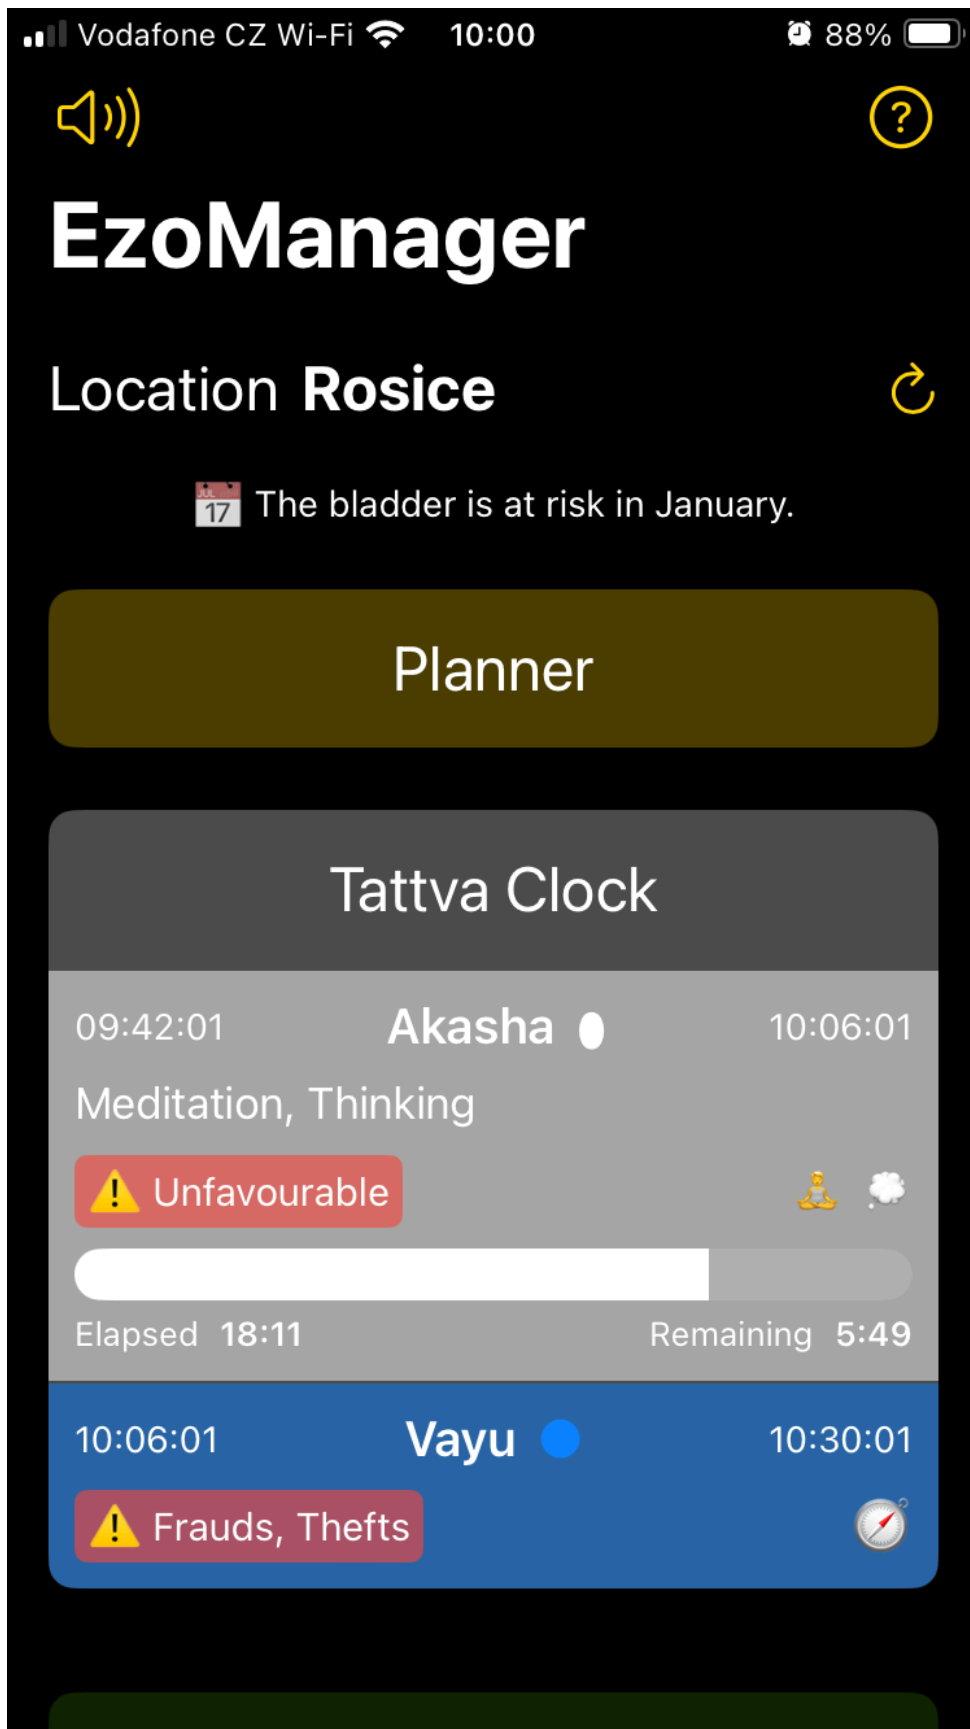 Vodafone CZ Wi-Fi 10:00 88%
?
EzoManager
Location Rosice
JUL 17 The bladder is at risk in January.
Planner
Tattva Clock
09:42:01 Akasha 10:06:01
Meditation, Thinking
Unfavourable
Elapsed 18:11 Remaining 5:49
10:06:01 Vayu 10:30:01
Frauds, Thefts